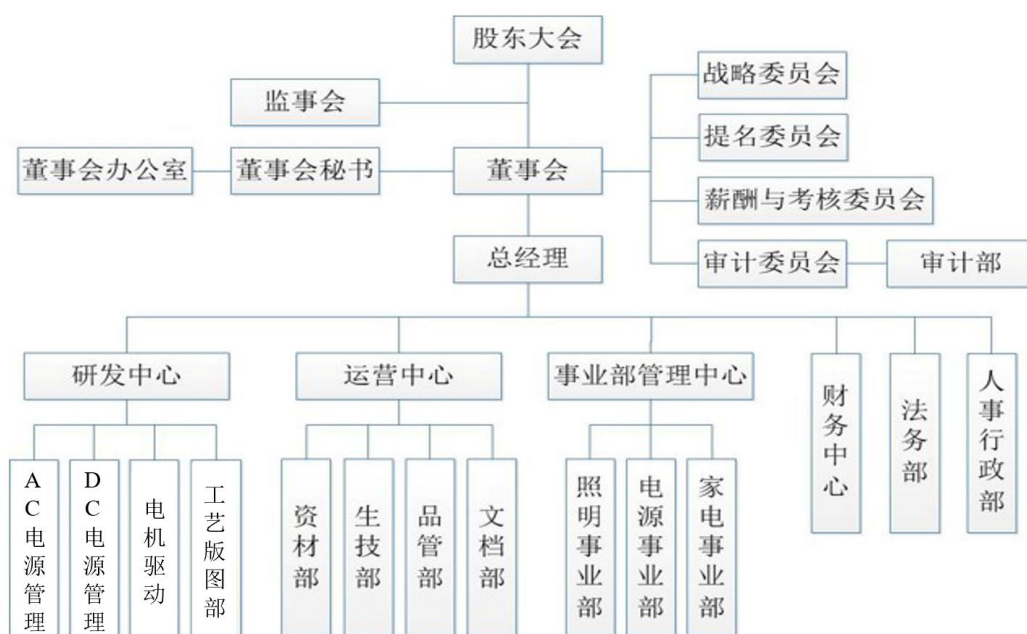 股东大会
监事会
战略委员会
提名委员会
董事会办公室
董事会秘书
董事会
薪酬与考核委员会
总经理
审计委员会
审计部
研发中心
运营中心
事业部管理中心
财务中心
法务部
人事行政部
AC电源管理
DC电源管理
电机驱动
工艺版图部
资材部
生技部
品管部
文档部
照明事业部
电源事业部
家电事业部